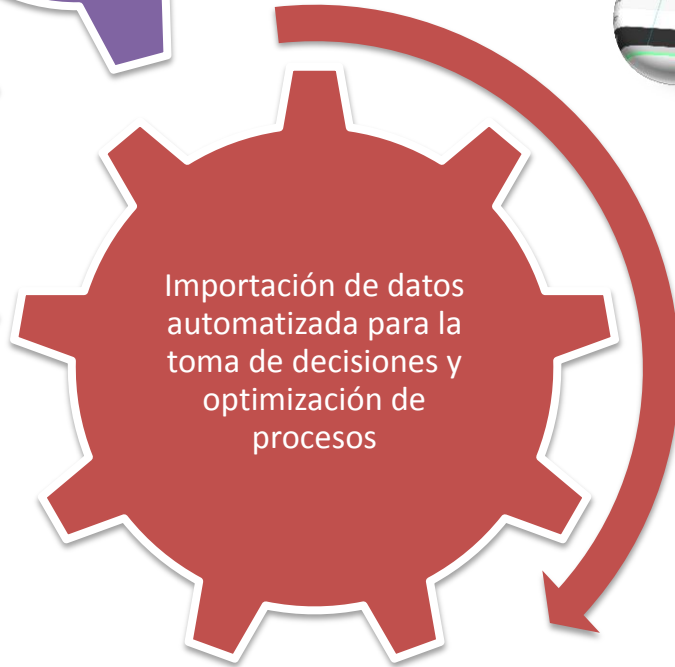 Importación de datos
automatizada para la
toma de decisiones y
optimización de
procesos